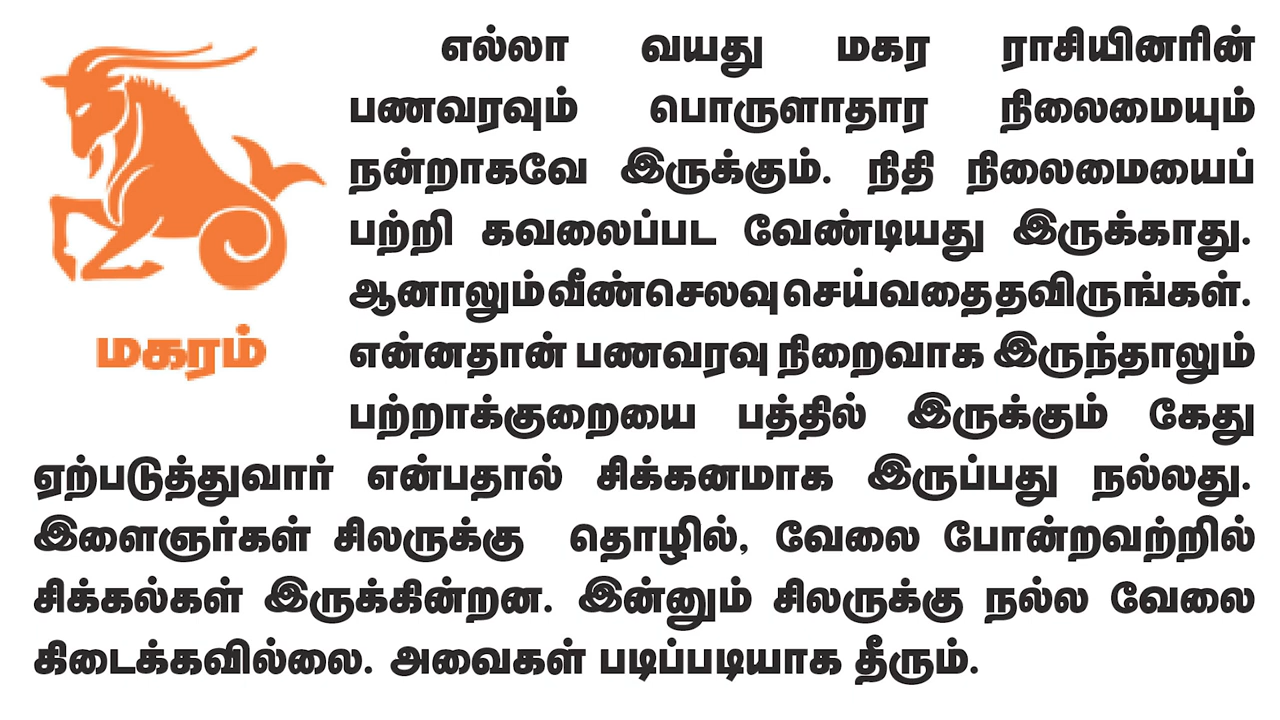 எல்லா வயது மகர ராசியினரின்
பணவரவும் பொருளாதார நிலைமையும்
நன்றாகவே இருக்கும். நிதி நிலைமையைப்
பற்றி கவலைப்பட வேண்டியது இருக்காது.
ஆனாலும் வீண் செலவு செய்வதை தவிருங்கள்.
என்னதான் பணவரவு நிறைவாக இருந்தாலும்
பற்றாக்குறையை பத்தில் இருக்கும் கேது
ஏற்படுத்துவார் என்பதால் சிக்கனமாக இருப்பது நல்லது.
இளைஞர்கள் சிலருக்கு தொழில், வேலை போன்றவற்றில்
சிக்கல்கள் இருக்கின்றன. இன்னும் சிலருக்கு நல்ல வேலை
கிடைக்கவில்லை. அவைகள் படிப்படியாக தீரும்.
மகரம்